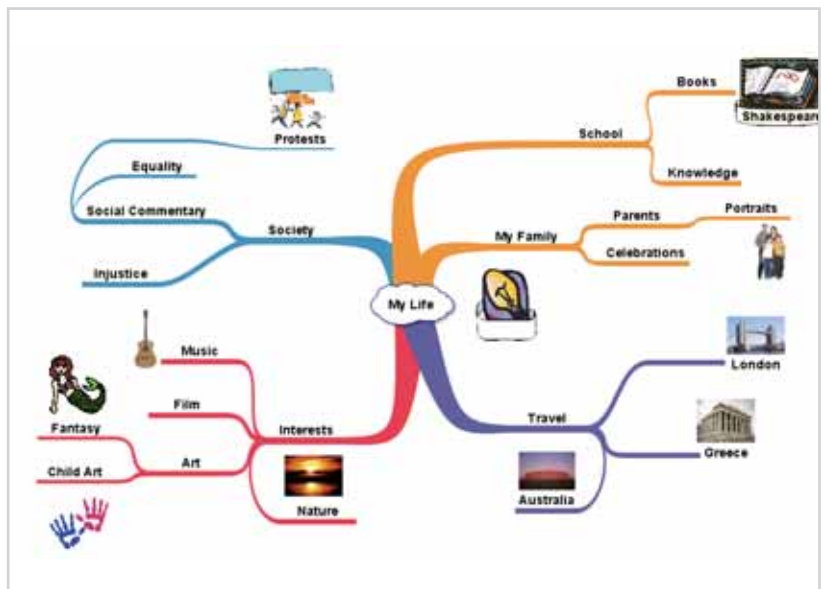 Books
Shakespeare
School
Knowledge
Protests
Equality
Social Commentary
Society
Injustice
Parents
Portraits
My Family
Celebrations
My Life
Music
Film
Fantasy
Interests
Art
Child Art
Nature
London
Travel
Greece
Australia